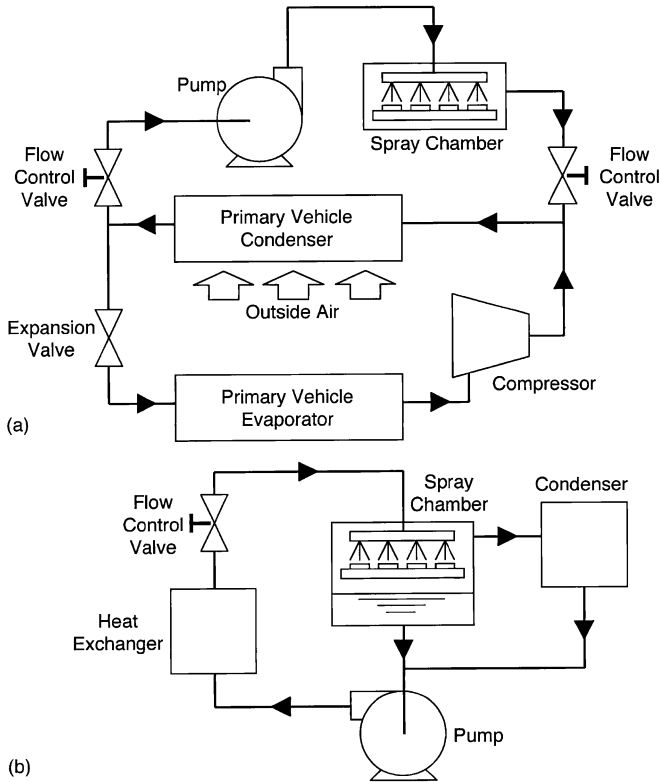 Pump
Spray Chamber
Flow
Control
Valve
Flow
Control
Valve
Primary Vehicle
Condenser
Outside Air
Expansion
Valve
Compressor
Primary Vehicle
Evaporator
(a)
Spray
Chamber
Condenser
Flow
Control
Valve
Heat
Exchanger
Pump
(b)